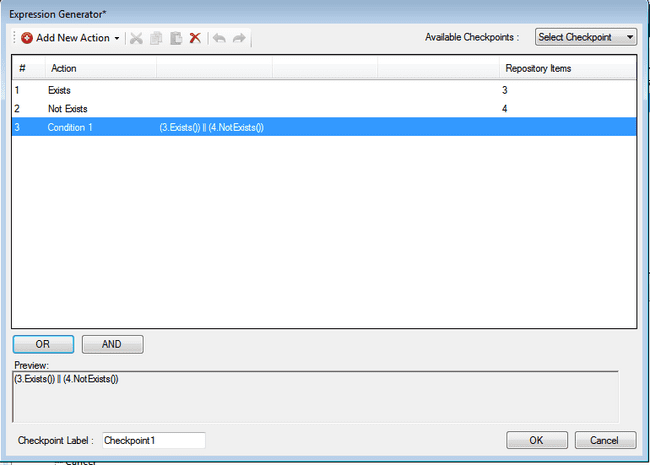 Expression Generator*
Add New Action
Available Checkpoints :
Select Checkpoint
# Action Repository Items
1 Exists 3
2 Not Exists 4
3 Condition 1 (3.Exists()) || (4.NotExists())
OR AND
Preview:
(3.Exists()) || (4.NotExists())
Checkpoint Label : Checkpoint1 OK Cancel
Cancel